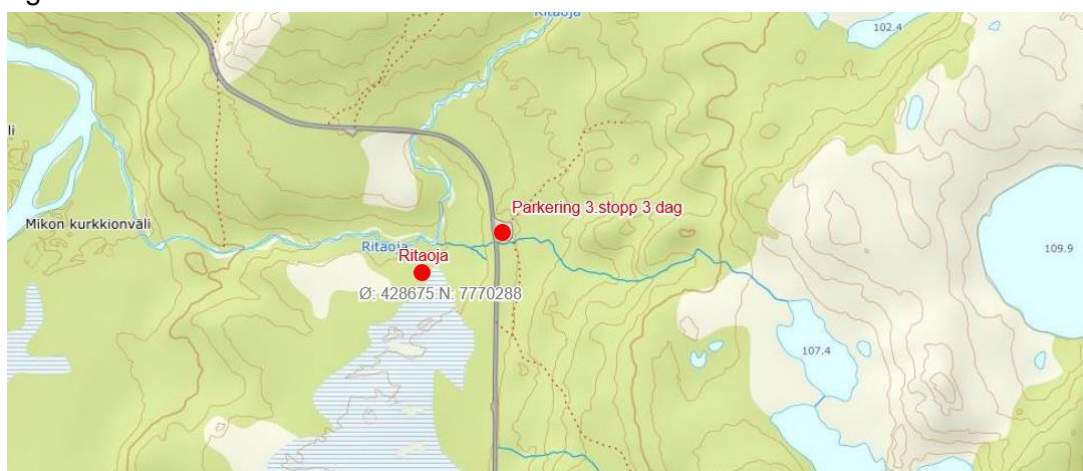 Ritaoja
102.4
li
Parkering 3.stopp 3 dag
Mikon kurkkionväli
Ritaoja
Ritaoja
109.9
Ø: 428675 N: 7770288
107.4